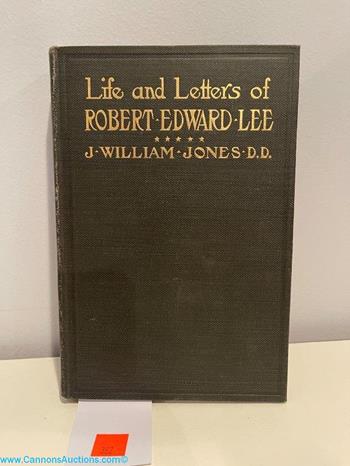 Life and Letters of
ROBERT·EDWARD·LEE
★★★★★
J·WILLIAM·JONES·D.D.
www.CannonsAuctions.com©